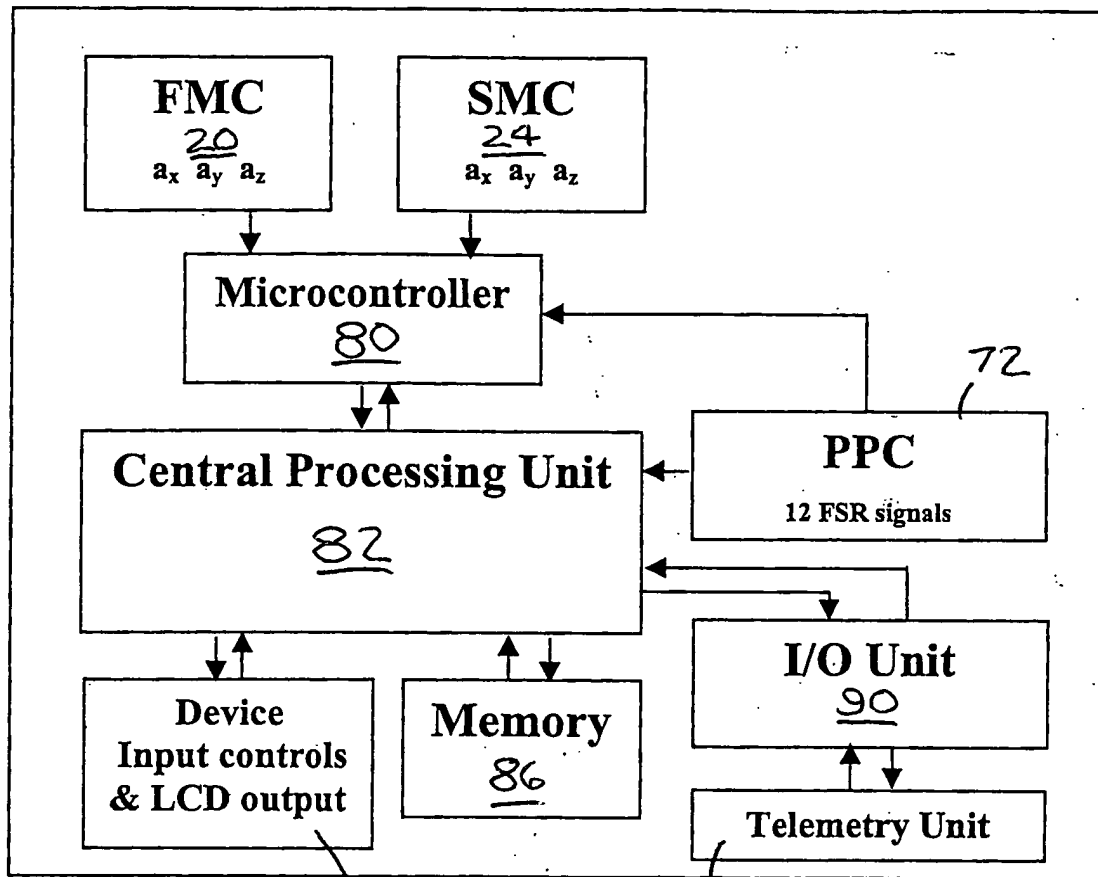 FMC
20
ax ay az
SMC
24
ax ay az
Microcontroller
80
72
PPC
12 FSR signals
Central Processing Unit
82
I/O Unit
90
Device
Input controls
& LCD output
Memory
86
Telemetry Unit